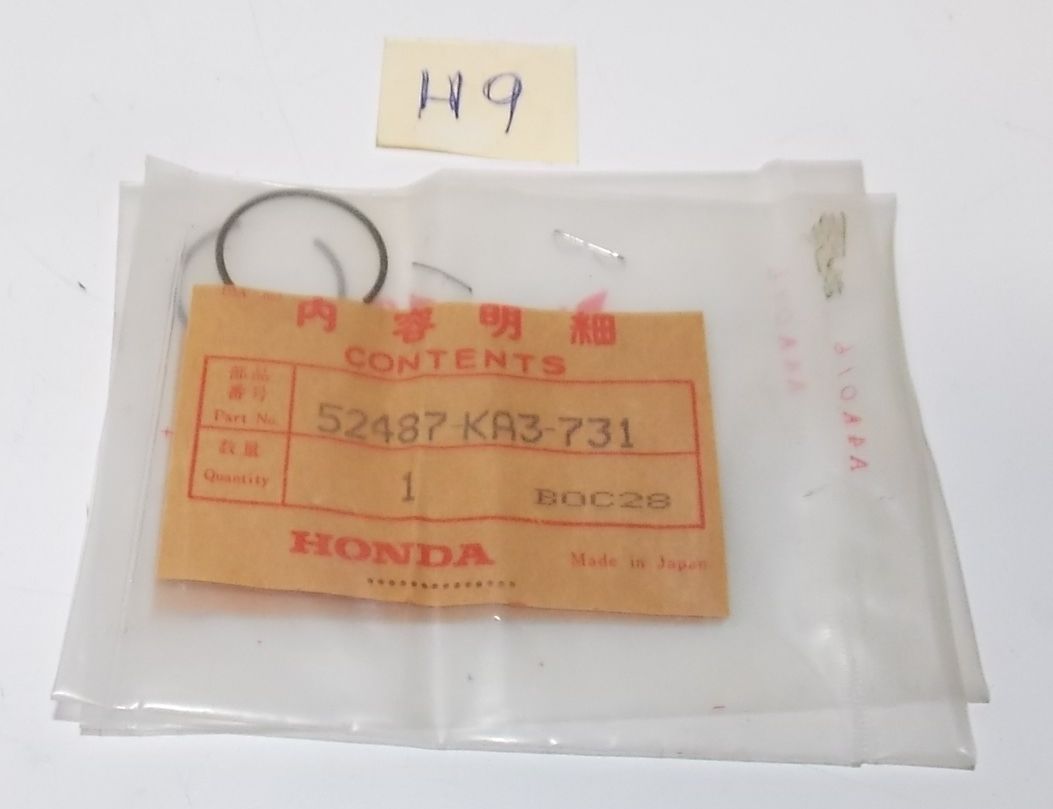 H9
内容明細
CONTENTS
部品
番号
Part No.
52487-KA3-731
数量
Quantity
1
BOC28
HONDA
Made in Japan